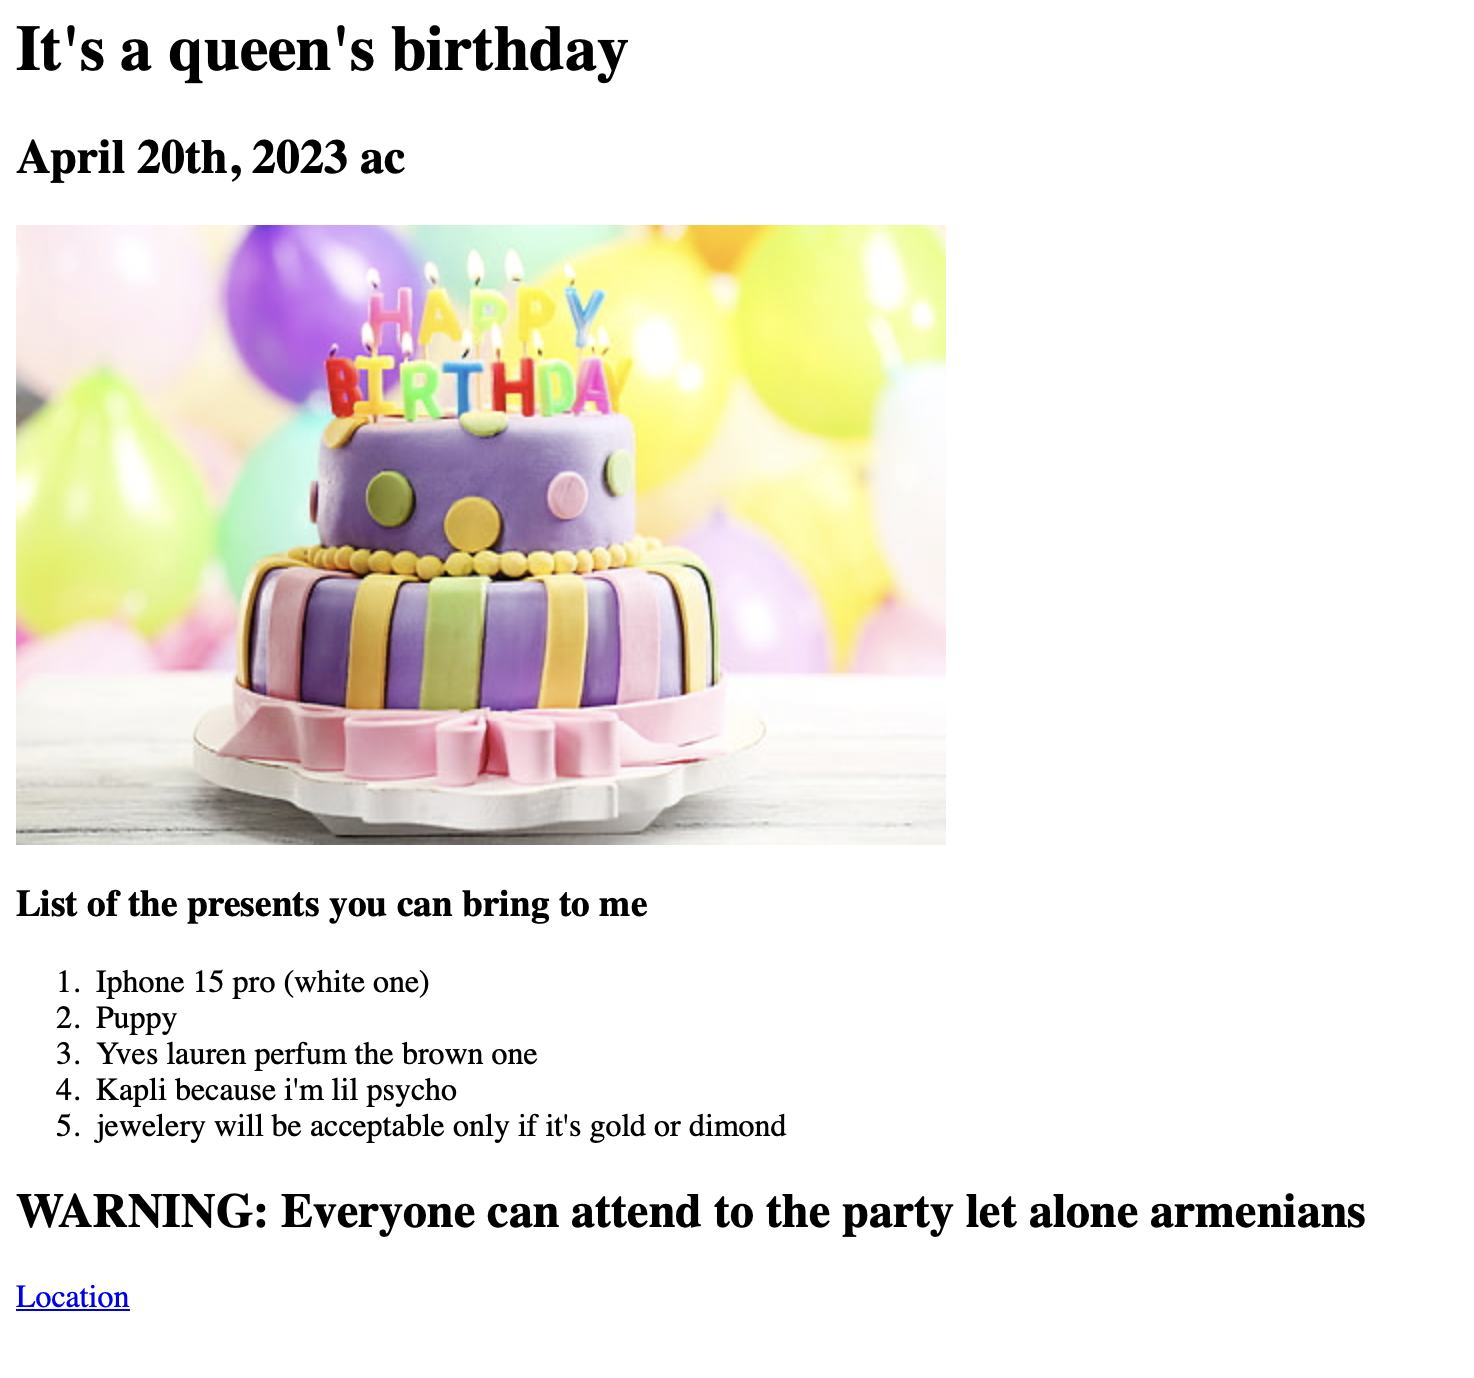 It's a queen's birthday
April 20th, 2023 ac
HAPPY
BIRTHDAY
List of the presents you can bring to me
1. Iphone 15 pro (white one)
2. Puppy
3. Yves lauren perfum the brown one
4. Kapli because i'm lil psycho
5. jewelery will be acceptable only if it's gold or dimond
WARNING: Everyone can attend to the party let alone armenians
Location